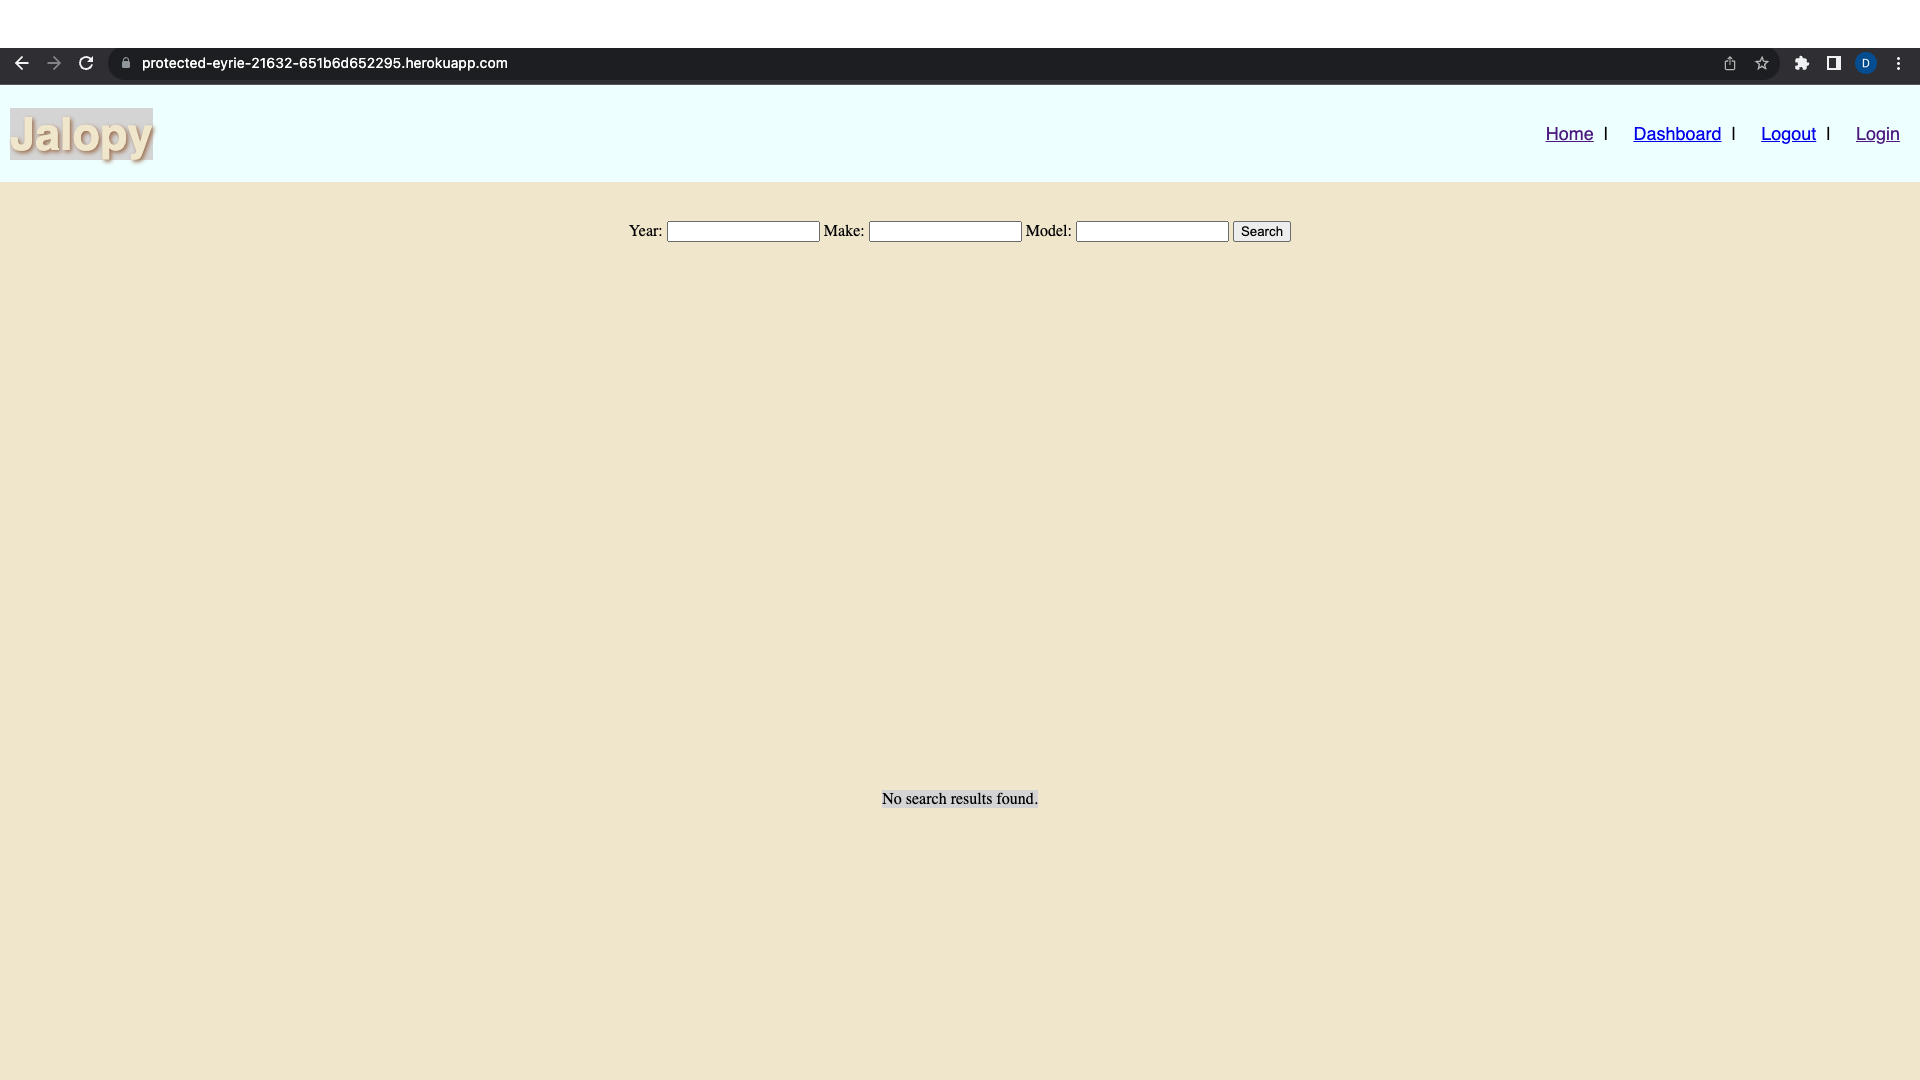 protected-eyrie-21632-651b6d652295.herokuapp.com
D
Jalopy
Home | Dashboard | Logout | Login
Year: Make: Model: Search
No search results found.